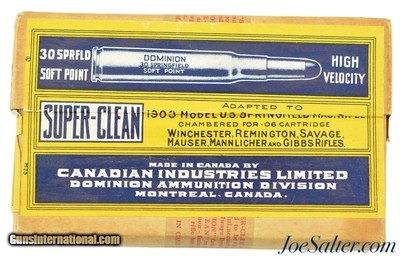 30 SPRFLD
SOFT POINT
DOMINION
30 SPRINGFIELD
SOFT POINT
HIGH
VELOCITY
SUPER-CLEAN
ADAPTED TO
1903 MODEL U.S. SPRINGFIELD MAG. RIFLE
CHAMBERED FOR -06 CARTRIDGE
WINCHESTER, REMINGTON, SAVAGE,
MAUSER, MANNLICHER and GIBBS RIFLES.
MADE IN CANADA BY
CANADIAN INDUSTRIES LIMITED
DOMINION AMMUNITION DIVISION
MONTREAL, CANADA.
GunsInternational.com
JoeSalter.com